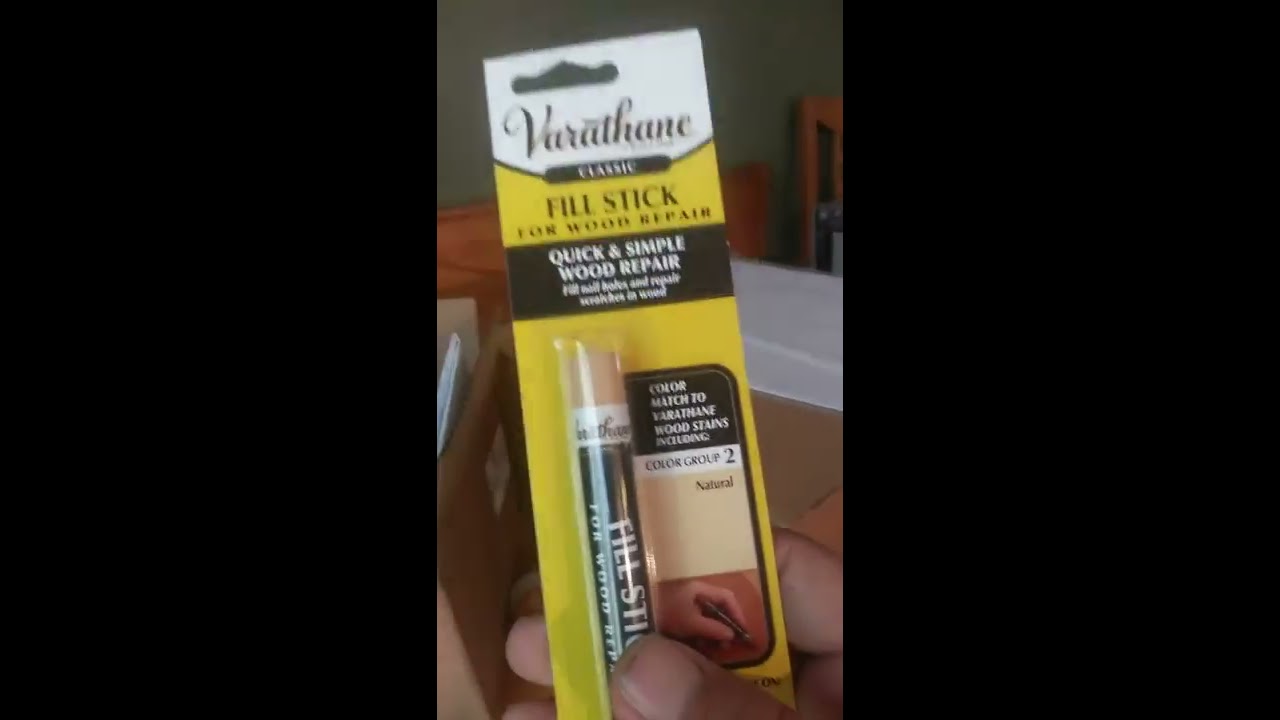 Varathane
CLASSIC
FILL STICK
FOR WOOD REPAIR
QUICK & SIMPLE
WOOD REPAIR
Fill nail holes and repair
scratches in wood
COLOR
MATCH TO
VARATHANE
WOOD STAINS
INCLUDING:
COLOR GROUP 2
Natural
Varathane
FILL STIC
FOR WOOD REPA